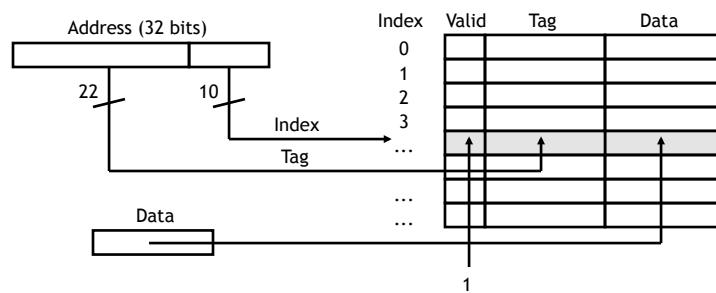 Address (32 bits)
Index Valid Tag Data
0
1
22 10
2
3
Index
...
Tag
...
Data
...
1